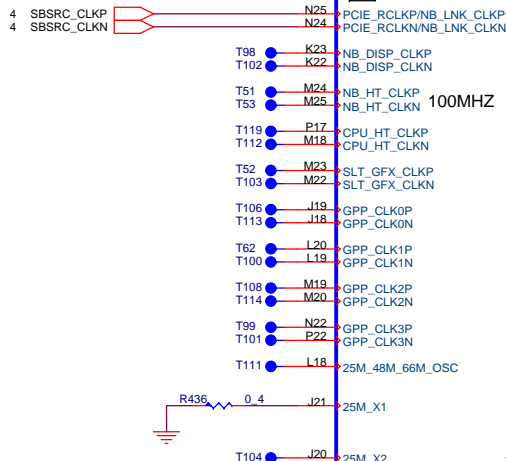 4 SBSRC_CLKP N25 PCIE_RCLKP/NB_LNK_CLKP
4 SBSRC_CLKN N24 PCIE_RCLKN/NB_LNK_CLKN
T98 K23 NB_DISP_CLKP
T102 K22 NB_DISP_CLKN
T51 M24 NB_HT_CLKP
100MHZ
T53 M25 NB_HT_CLKN
T119 P17 CPU_HT_CLKP
T112 M18 CPU_HT_CLKN
T52 M23 SLT_GFX_CLKP
T103 M22 SLT_GFX_CLKN
T106 J19 GPP_CLK0P
T113 J18 GPP_CLK0N
T62 L20 GPP_CLK1P
T100 L19 GPP_CLK1N
T108 M19 GPP_CLK2P
T114 M20 GPP_CLK2N
T99 N22 GPP_CLK3P
T101 P22 GPP_CLK3N
T111 L18 25M_48M_66M_OSC
R436 0_4 J21 25M_X1
T104 J20 25M_X2